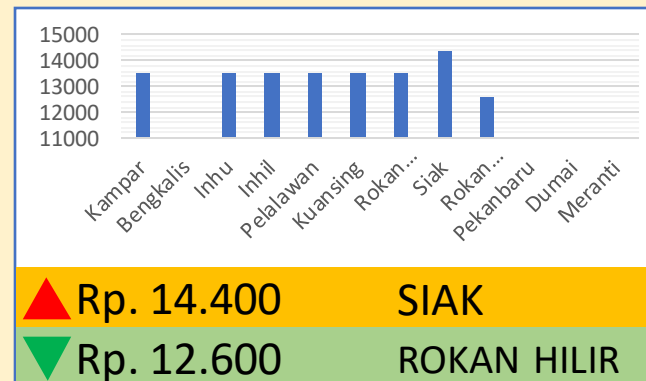 15000
14000
13000
12000
11000
Kampar
Bengkalis
Inhu
Inhil
Pelalawan
Kuansing
Rokan...
Siak
Rokan...
Pekanbaru
Dumai
Meranti
Rp. 14.400 SIAK
Rp. 12.600 ROKAN HILIR